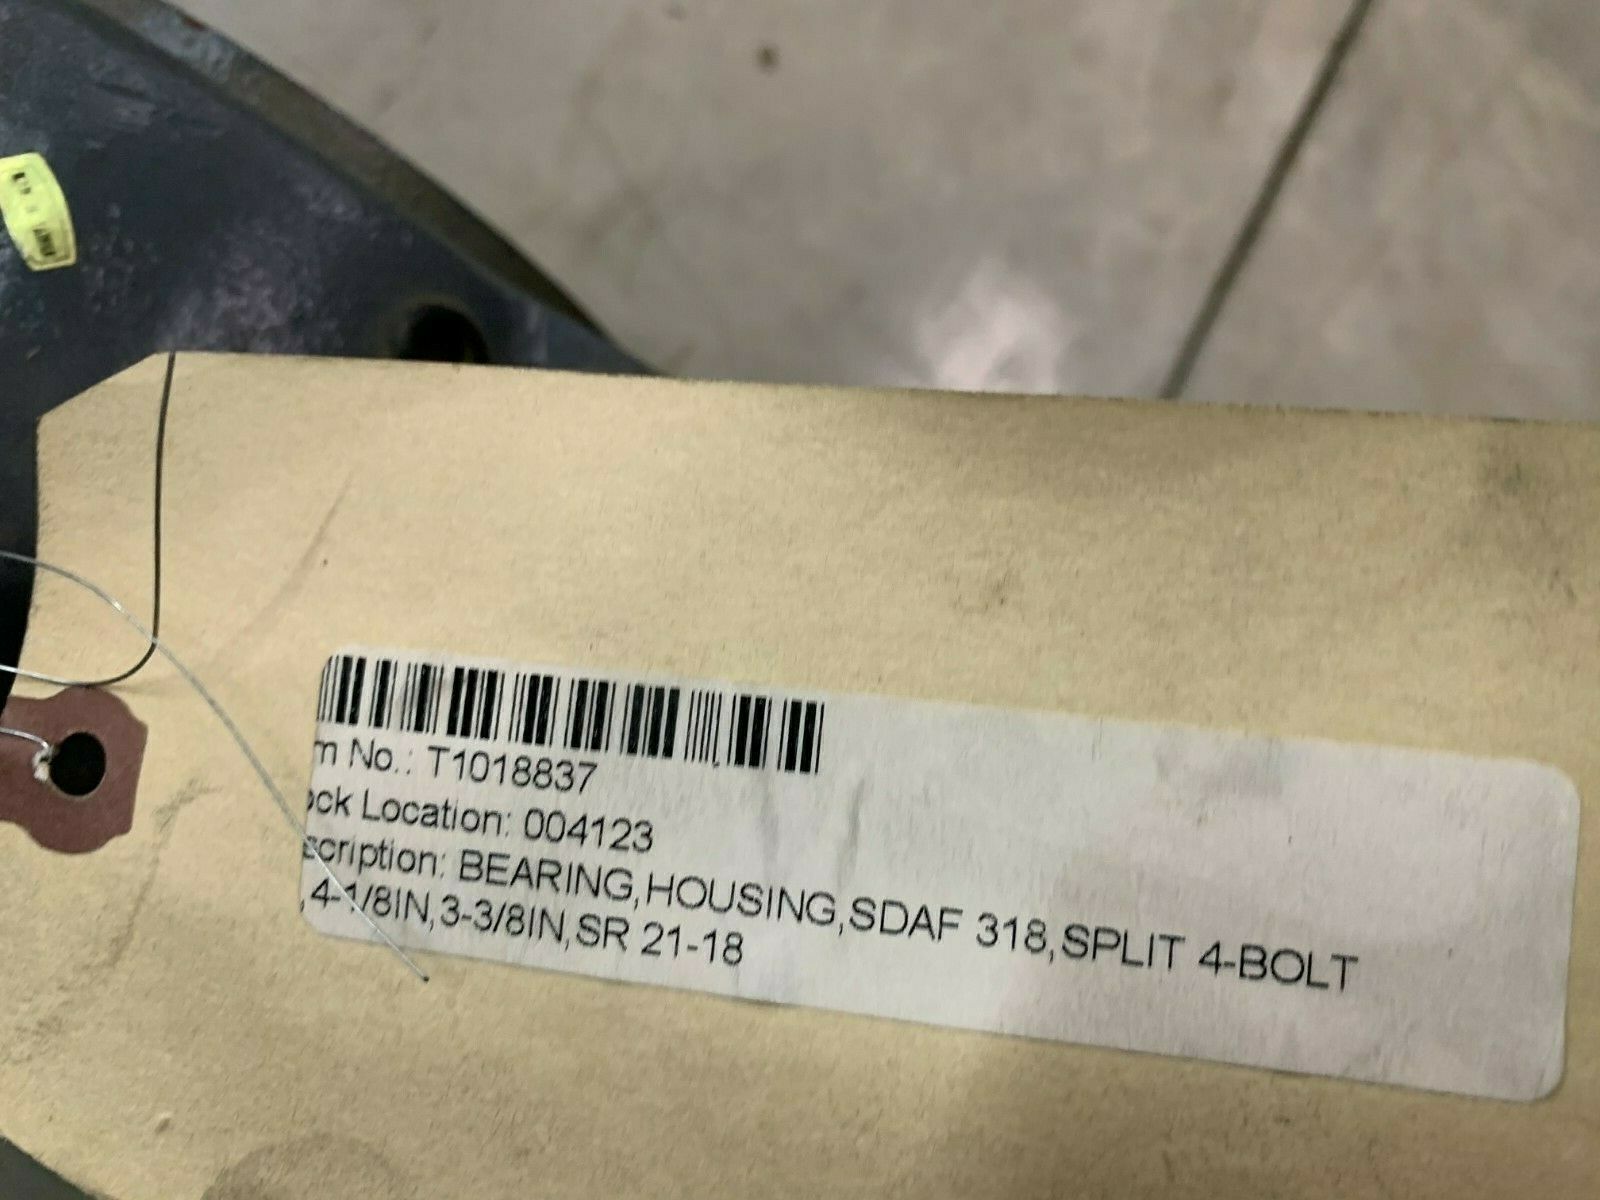 m No.: T1018837
ock Location: 004123
scription: BEARING,HOUSING,SDAF 318,SPLIT 4-BOLT
,4-1/8IN,3-3/8IN,SR 21-18